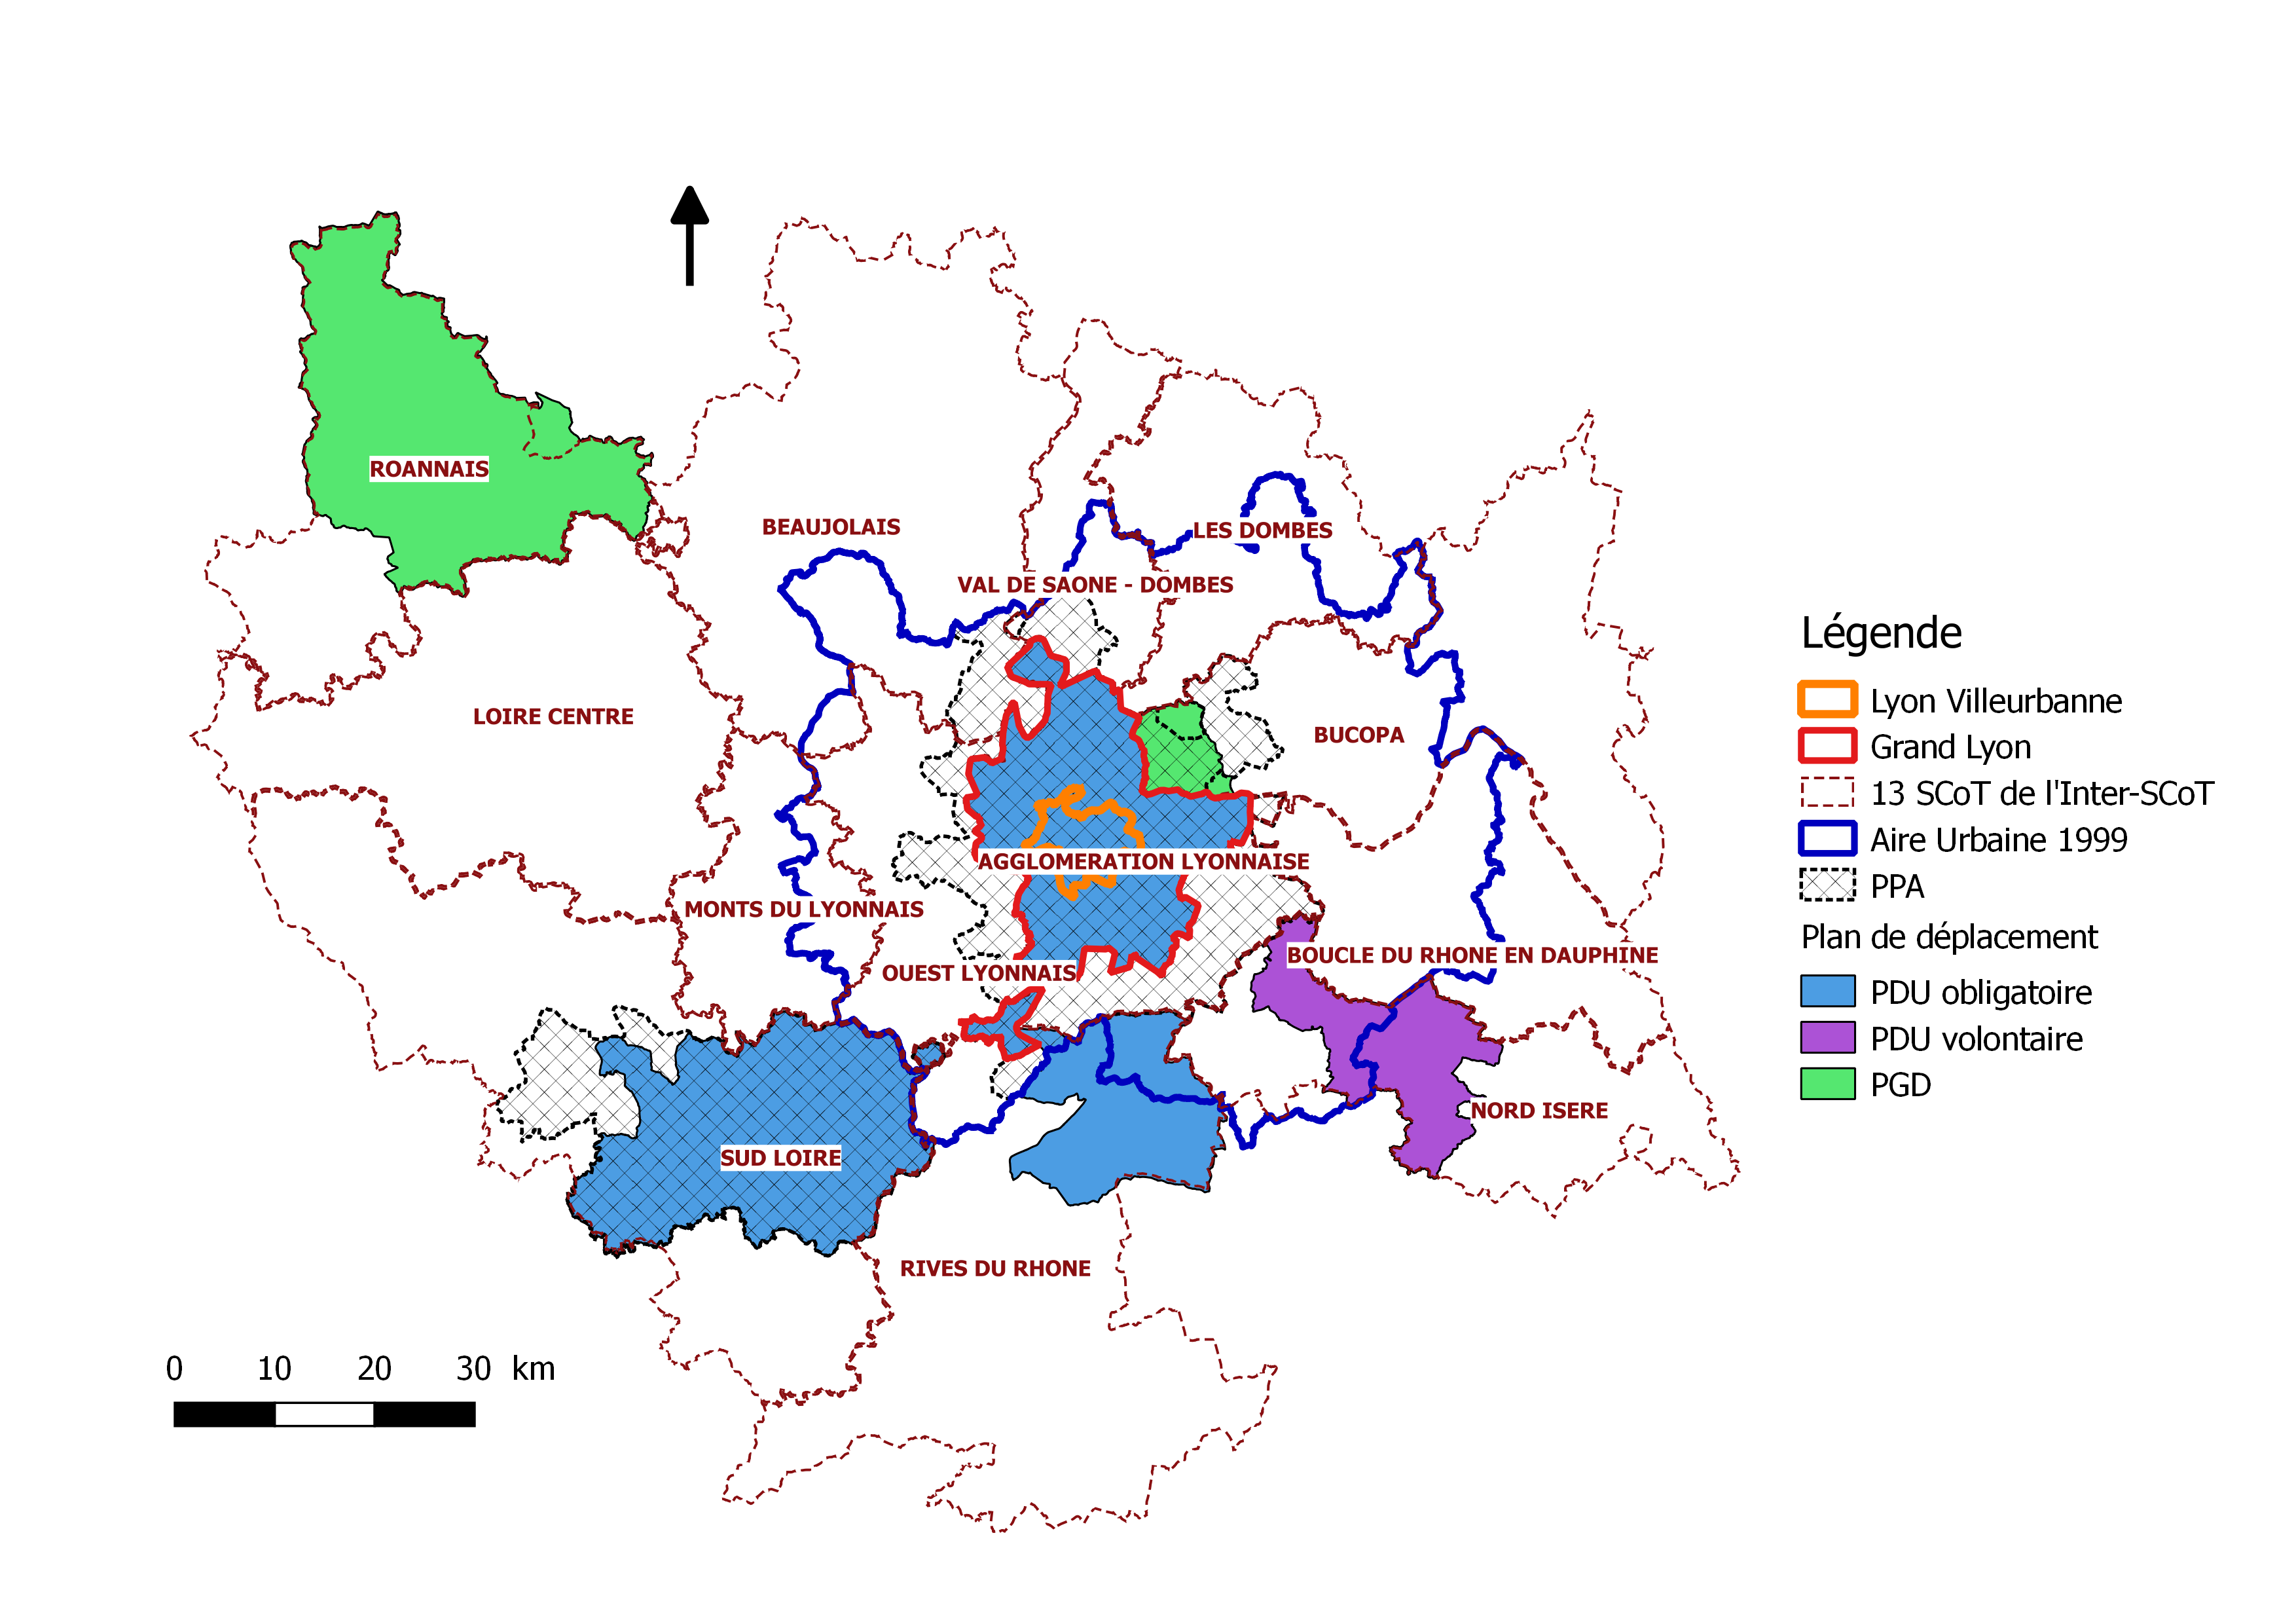 ROANNAIS
BEAUJOLAIS
LES DOMBES
VAL DE SAONE - DOMBES
LOIRE CENTRE
BUCOPA
AGGLOMERATION LYONNAISE
MONTS DU LYONNAIS
BOUCLE DU RHONE EN DAUPHINE
OUEST LYONNAIS
NORD ISERE
SUD LOIRE
RIVES DU RHONE
0 10 20 30 km
Légende
Lyon Villeurbanne
Grand Lyon
13 SCoT de l'Inter-SCoT
Aire Urbaine 1999
PPA
Plan de déplacement
PDU obligatoire
PDU volontaire
PGD